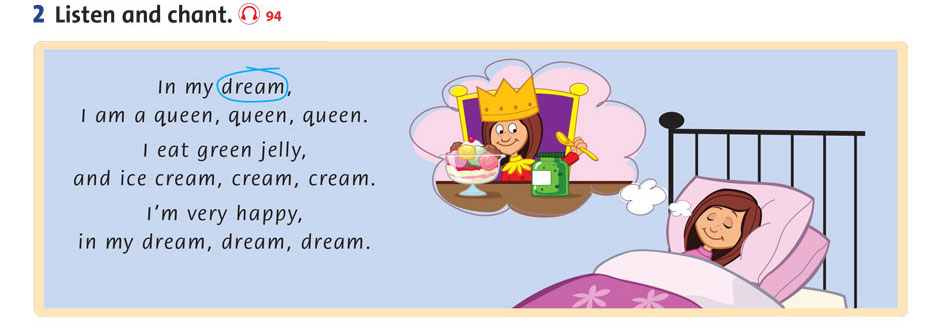 2 Listen and chant. 94
In my dream,
I am a queen, queen, queen.
I eat green jelly,
and ice cream, cream, cream.
I'm very happy,
in my dream, dream, dream.